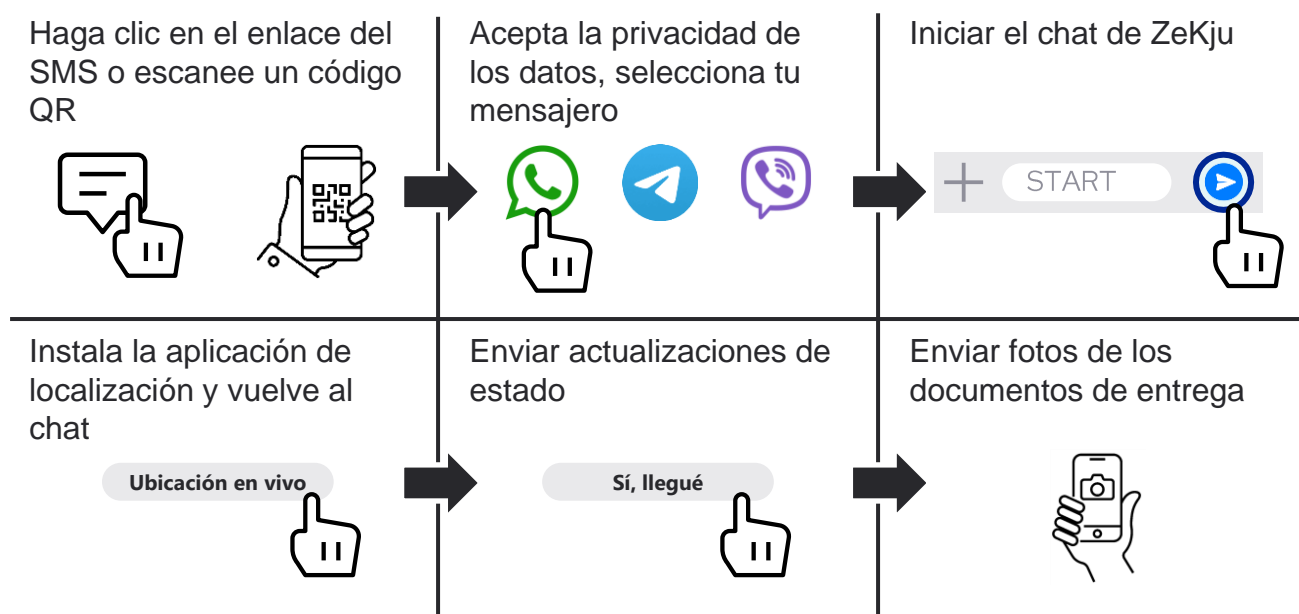 Haga clic en el enlace del
SMS o escanee un código
QR
Acepta la privacidad de
los datos, selecciona tu
mensajero
Iniciar el chat de ZeKju
START
Instala la aplicación de
localización y vuelve al
chat
Ubicación en vivo
Enviar actualizaciones de
estado
Sí, llegué
Enviar fotos de los
documentos de entrega